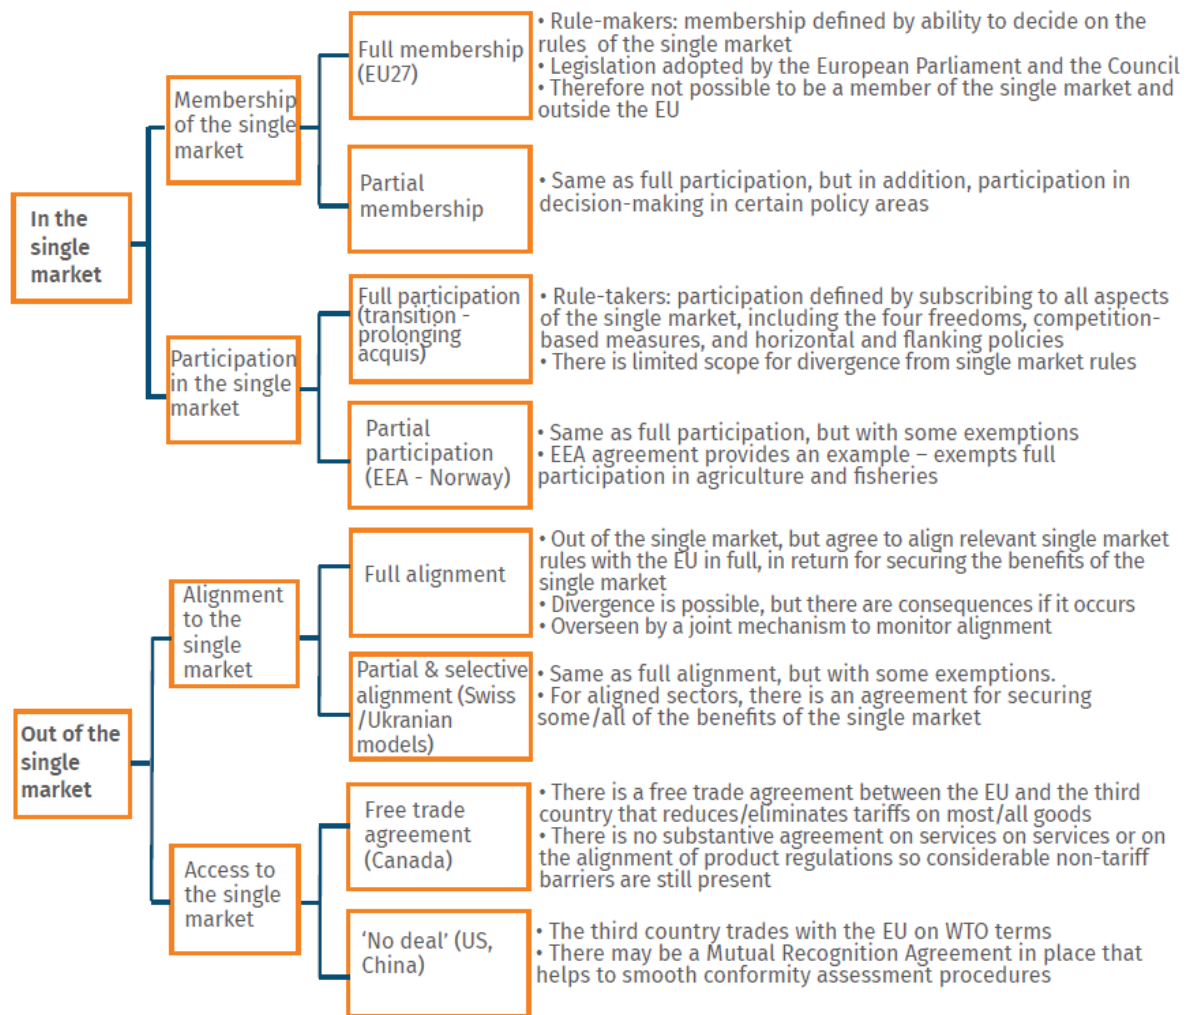 In the
single
market
Membership
of the single
market
Full membership
(EU27)
• Rule-makers: membership defined by ability to decide on the
rules of the single market
• Legislation adopted by the European Parliament and the Council
• Therefore not possible to be a member of the single market and
outside the EU
Partial
membership
• Same as full participation, but in addition, participation in
decision-making in certain policy areas
Participation
in the single
market
Full participation
(transition -
prolonging
acquis)
• Rule-takers: participation defined by subscribing to all aspects
of the single market, including the four freedoms, competition-
based measures, and horizontal and flanking policies
• There is limited scope for divergence from single market rules
Partial
participation
(EEA - Norway)
• Same as full participation, but with some exemptions
• EEA agreement provides an example – exempts full
participation in agriculture and fisheries
Out of the
single
market
Alignment
to the
single
market
Full alignment
• Out of the single market, but agree to align relevant single market
rules with the EU in full, in return for securing the benefits of the
single market
• Divergence is possible, but there are consequences if it occurs
• Overseen by a joint mechanism to monitor alignment
Partial & selective
alignment (Swiss
/Ukranian
models)
• Same as full alignment, but with some exemptions.
• For aligned sectors, there is an agreement for securing
some/all of the benefits of the single market
Access to
the single
market
Free trade
agreement
(Canada)
• There is a free trade agreement between the EU and the third
country that reduces/eliminates tariffs on most/all goods
• There is no substantive agreement on services on services or on
the alignment of product regulations so considerable non-tariff
barriers are still present
‘No deal’ (US,
China)
• The third country trades with the EU on WTO terms
• There may be a Mutual Recognition Agreement in place that
helps to smooth conformity assessment procedures